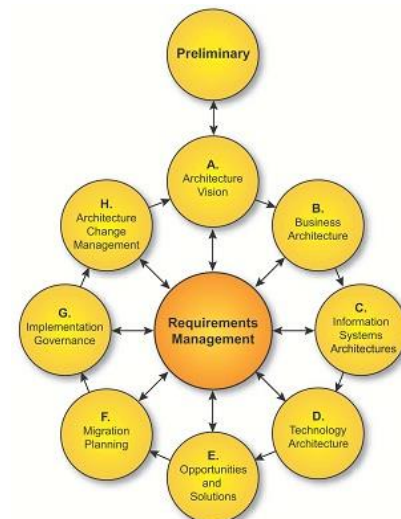 Preliminary
A.
Architecture
Vision
B.
Business
Architecture
C.
Information
Systems
Architectures
D.
Technology
Architecture
E.
Opportunities
and
Solutions
F.
Migration
Planning
G.
Implementation
Governance
H.
Architecture
Change
Management
Requirements
Management